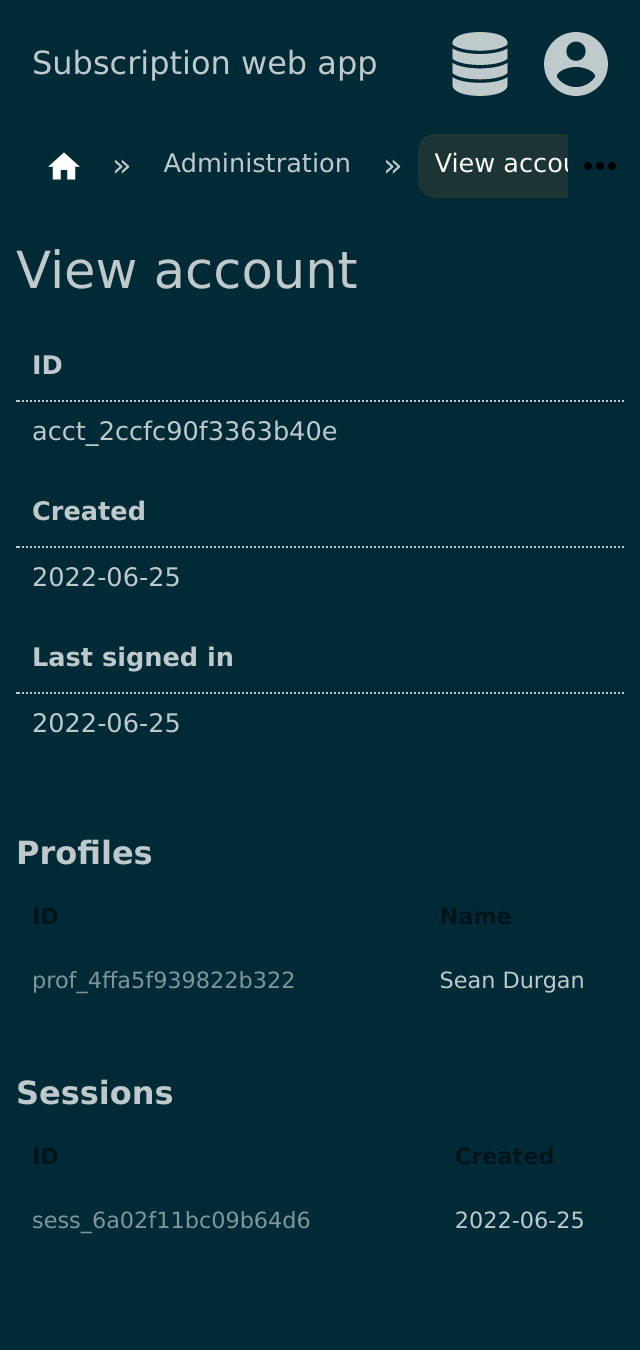 Subscription web app
» Administration » View accou
View account
ID
acct_2ccfc90f3363b40e
Created
2022-06-25
Last signed in
2022-06-25
Profiles
ID Name
prof_4ffa5f939822b322 Sean Durgan
Sessions
ID Created
sess_6a02f11bc09b64d6 2022-06-25